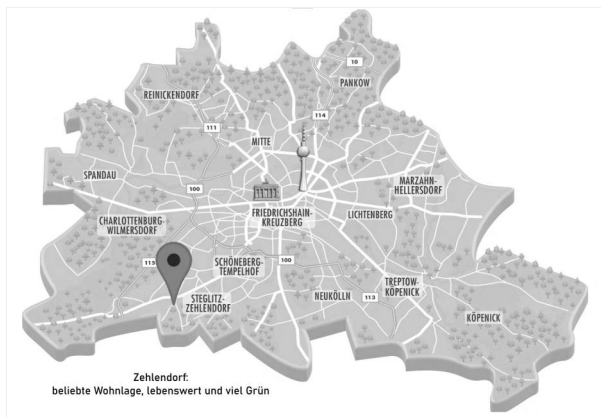 10
PANKOW
REINICKENDORF
114
111
MITTE
SPANDAU
MARZAHN-
HELLERSDORF
100
LICHTENBERG
FRIEDRICHSHAIN-
KREUZBERG
CHARLOTTENBURG-
WILMERSDORF
115
SCHÖNEBERG-
TEMPELHOF
100
TREPTOW-
KÖPENICK
NEUKÖLLN
113
STEGLITZ-
ZEHLENDORF
KÖPENICK
Zehlendorf:
beliebte Wohnlage, lebenswert und viel Grün